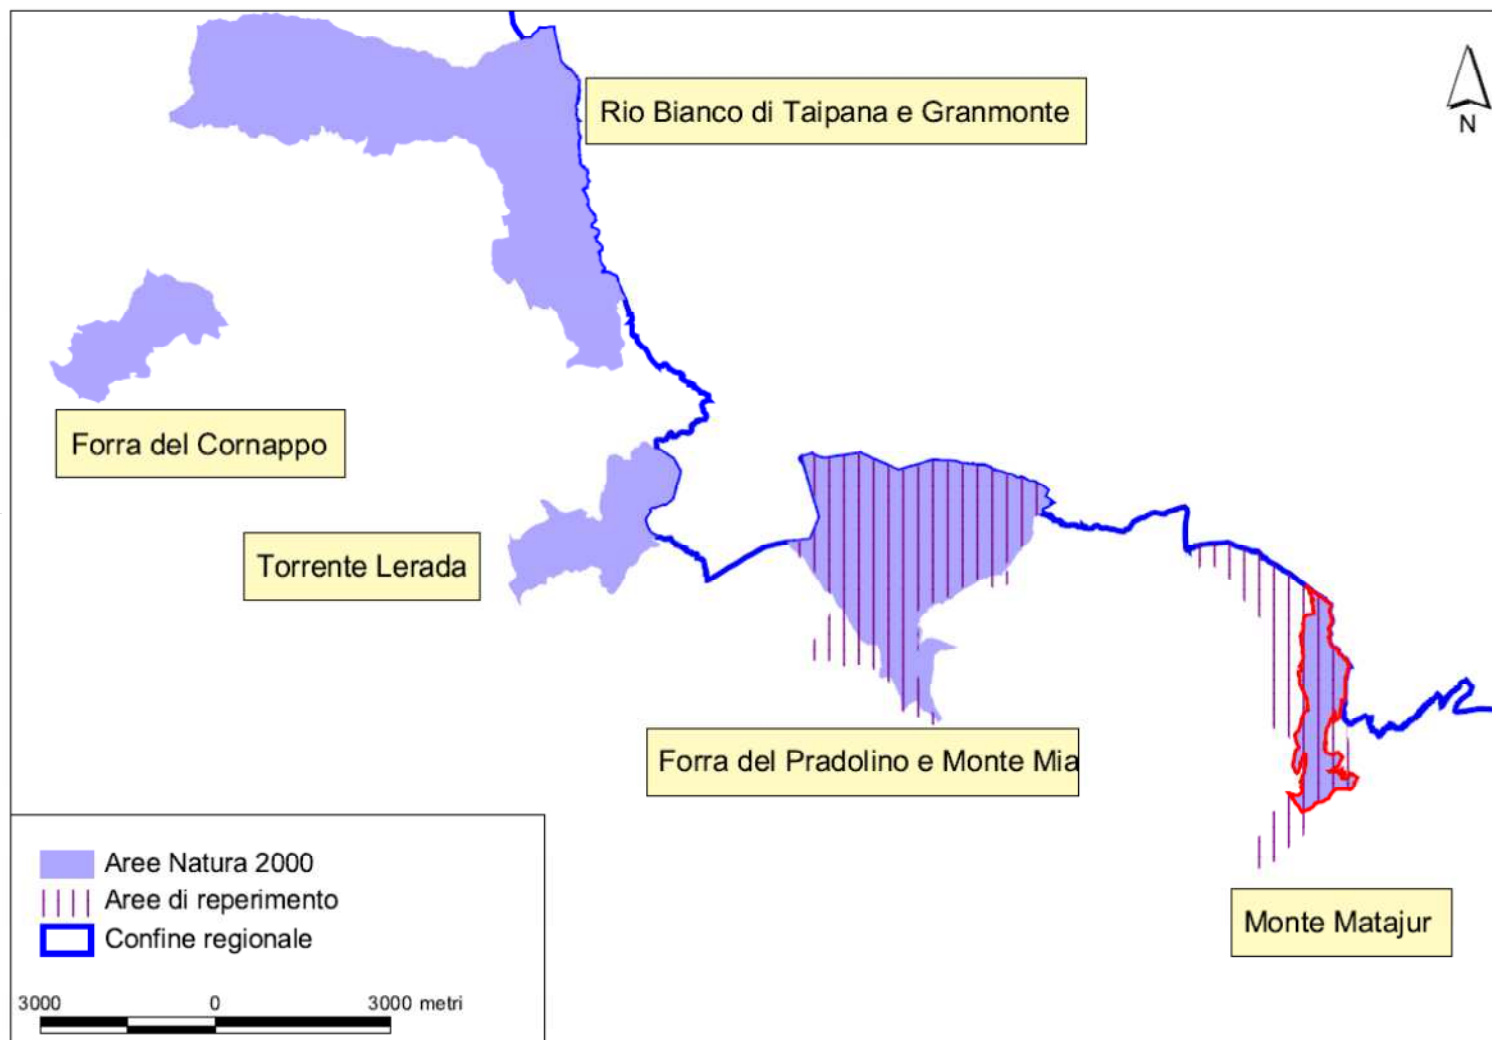 Rio Bianco di Taipana e Granmonte
N
Forra del Cornappo
Torrente Lerada
Forra del Pradolino e Monte Mia
Monte Matajur
Aree Natura 2000
Aree di reperimento
Confine regionale
3000 0 3000 metri